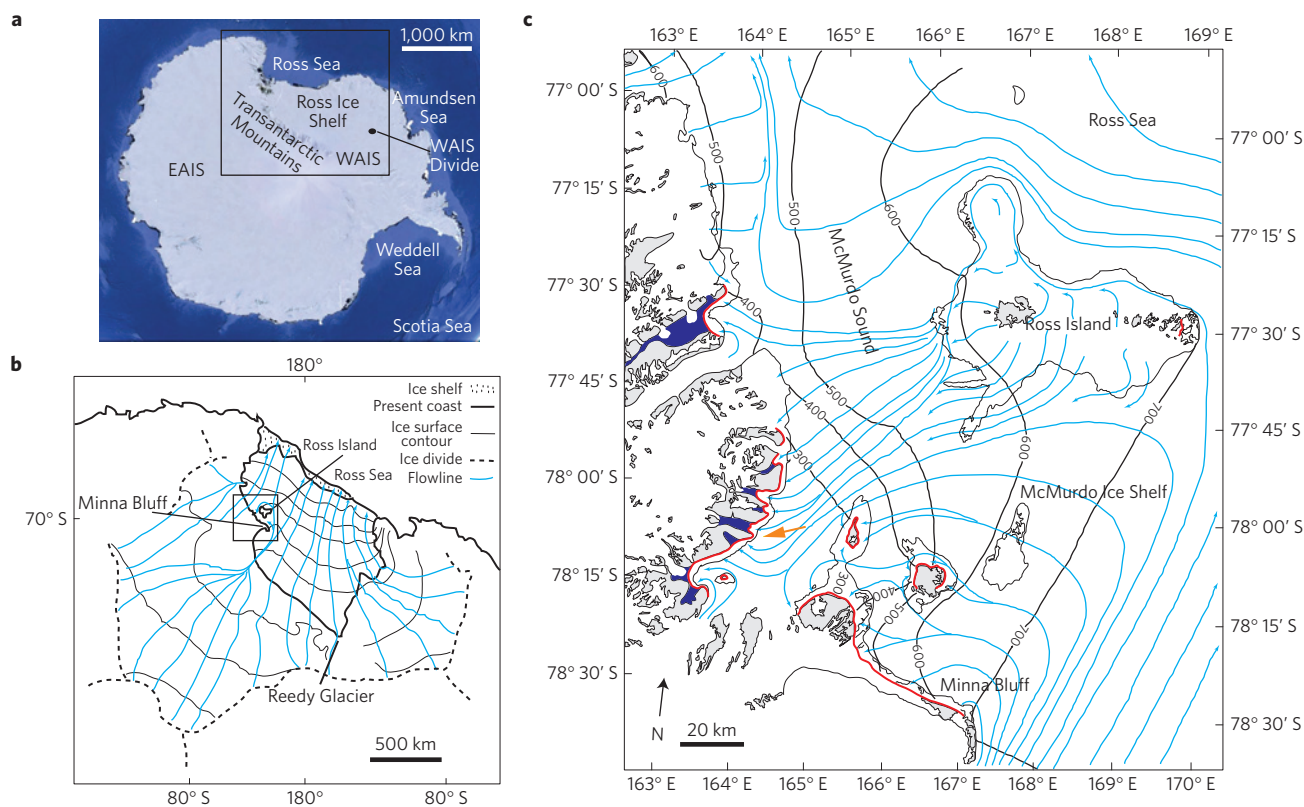 a
1,000 km
Ross Sea
Ross Ice
Shelf
Amundsen
Sea
Transantarctic
Mountains
WAIS
WAIS
Divide
EAIS
Weddell
Sea
Scotia Sea
b
180°
Ice shelf
Present coast
Ice surface
contour
Ice divide
Flowline
Ross Island
Ross Sea
Minna Bluff
70° S
Reedy Glacier
500 km
80° S
180°
80° S
c
163° E
164° E
165° E
166° E
167° E
168° E
169° E
77° 00′ S
77° 15′ S
77° 30′ S
77° 45′ S
78° 00′ S
78° 15′ S
78° 30′ S
77° 00′ S
77° 15′ S
77° 30′ S
77° 45′ S
78° 00′ S
78° 15′ S
78° 30′ S
600
500
500
600
Ross Sea
McMurdo Sound
400
Ross Island
500
400
300
600
700
McMurdo Ice Shelf
300
400
500
600
700
Minna Bluff
N
20 km
163° E
164° E
165° E
166° E
167° E
168° E
169° E
170° E